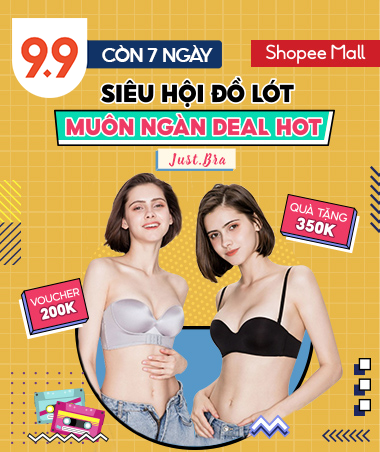 9.9
CÒN 7 NGÀY
Shopee Mall
SIÊU HỘI ĐỒ LÓT
MUÔN NGÀN DEAL HOT
Just.Bra
QUÀ TẶNG
350K
VOUCHER
200K